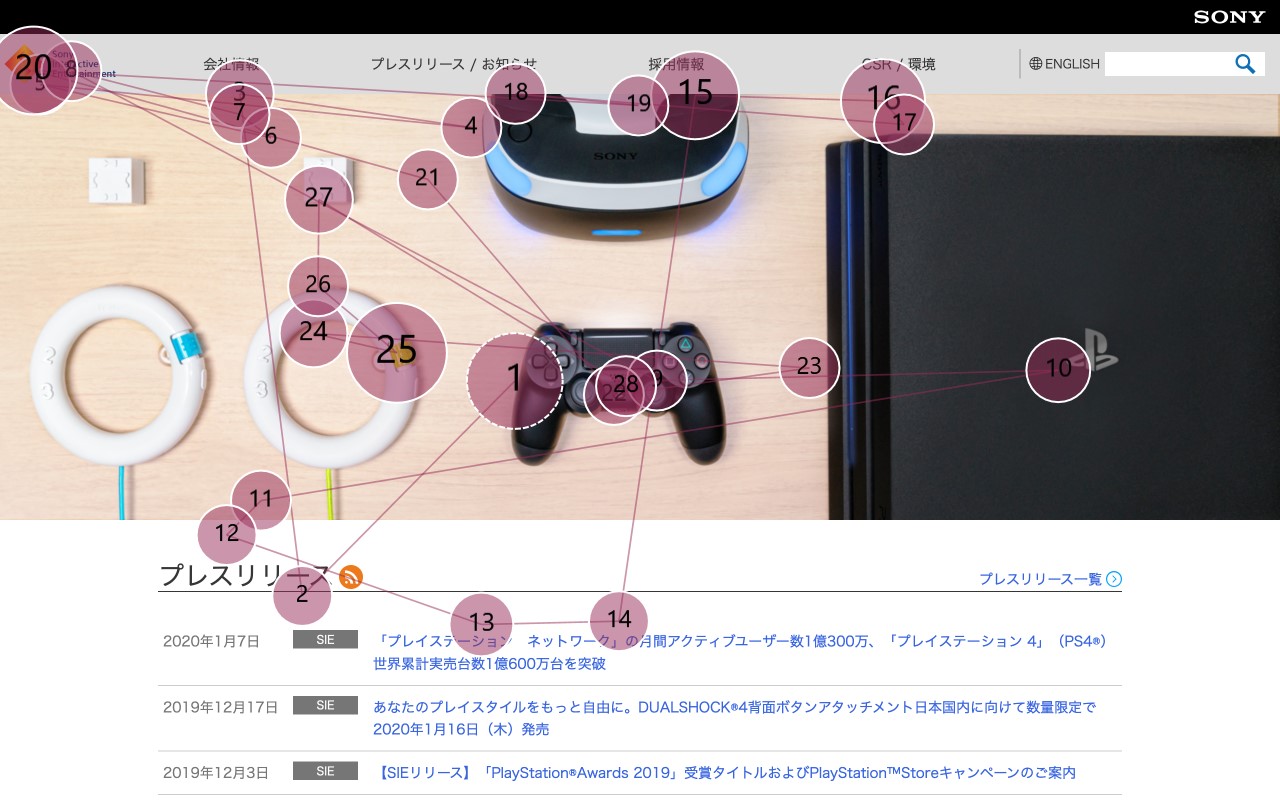 SONY
Sony
Interactive
Entertainment
会社情報
プレスリリース / お知らせ
採用情報
CSR / 環境
ENGLISH
20
8
5
3
7
6
4
18
19
15
16
17
SONY
21
27
26
24
25
1
22
28
9
23
10
11
12
プレスリリース
2
プレスリリース一覧
13
14
2020年1月7日
SIE
「プレイステーション ネットワーク」の月間アクティブユーザー数1億300万、「プレイステーション 4」（PS4®）
世界累計実売台数1億600万台を突破
2019年12月17日
SIE
あなたのプレイスタイルをもっと自由に。DUALSHOCK®4背面ボタンアタッチメント日本国内に向けて数量限定で
2020年1月16日（木）発売
2019年12月3日
SIE
【SIEリリース】「PlayStation®Awards 2019」受賞タイトルおよびPlayStation™Storeキャンペーンのご案内